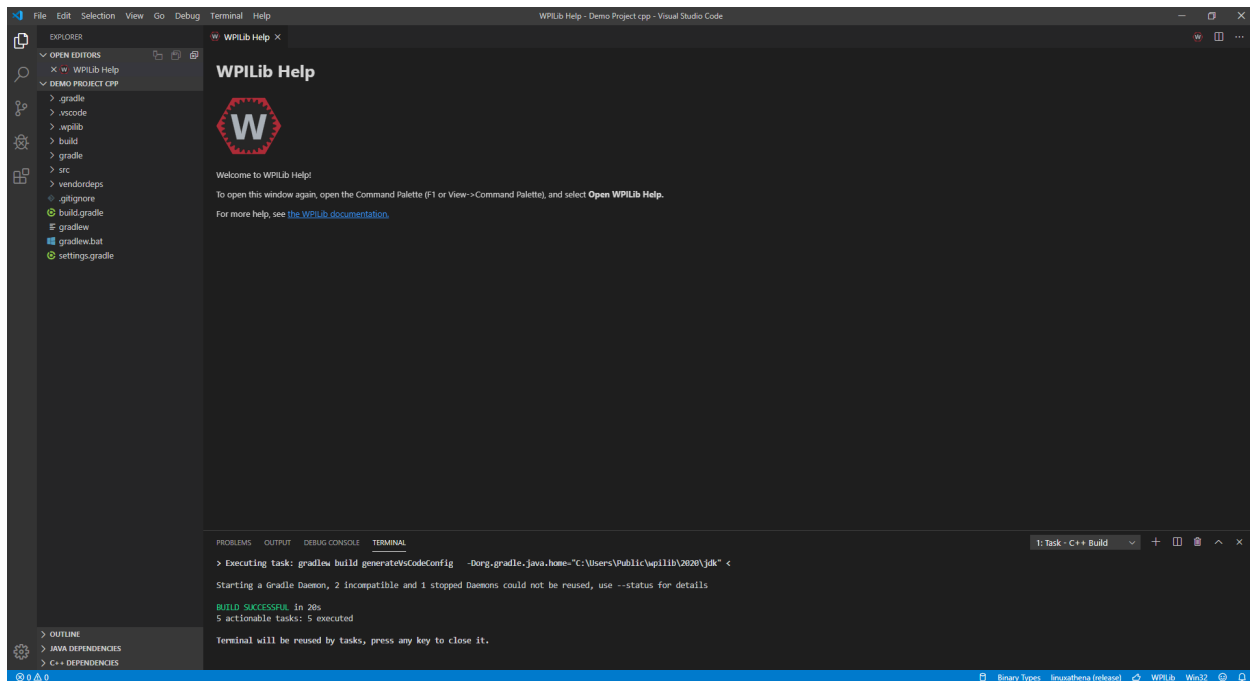 File Edit Selection View Go Debug Terminal Help
WPILib Help - Demo Project cpp - Visual Studio Code
EXPLORER
OPEN EDITORS
WPILib Help
DEMO PROJECT CPP
.gradle
.vscode
.wpilib
build
gradle
src
vendordeps
.gitignore
build.gradle
gradlew
gradlew.bat
settings.gradle
OUTLINE
JAVA DEPENDENCIES
C++ DEPENDENCIES
WPILib Help
WPILib Help
W
Welcome to WPILib Help!
To open this window again, open the Command Palette (F1 or View->Command Palette), and select Open WPILib Help.
For more help, see the WPILib documentation.
PROBLEMS OUTPUT DEBUG CONSOLE TERMINAL
1: Task - C++ Build
> Executing task: gradlew build generateVsCodeConfig -Dorg.gradle.java.home="C:\Users\Public\wpilib\2020\jdk" <
Starting a Gradle Daemon, 2 incompatible and 1 stopped Daemons could not be reused, use --status for details
BUILD SUCCESSFUL in 20s
5 actionable tasks: 5 executed
Terminal will be reused by tasks, press any key to close it.
0 0
Binary Types linuxathena (release) WPILib Win32